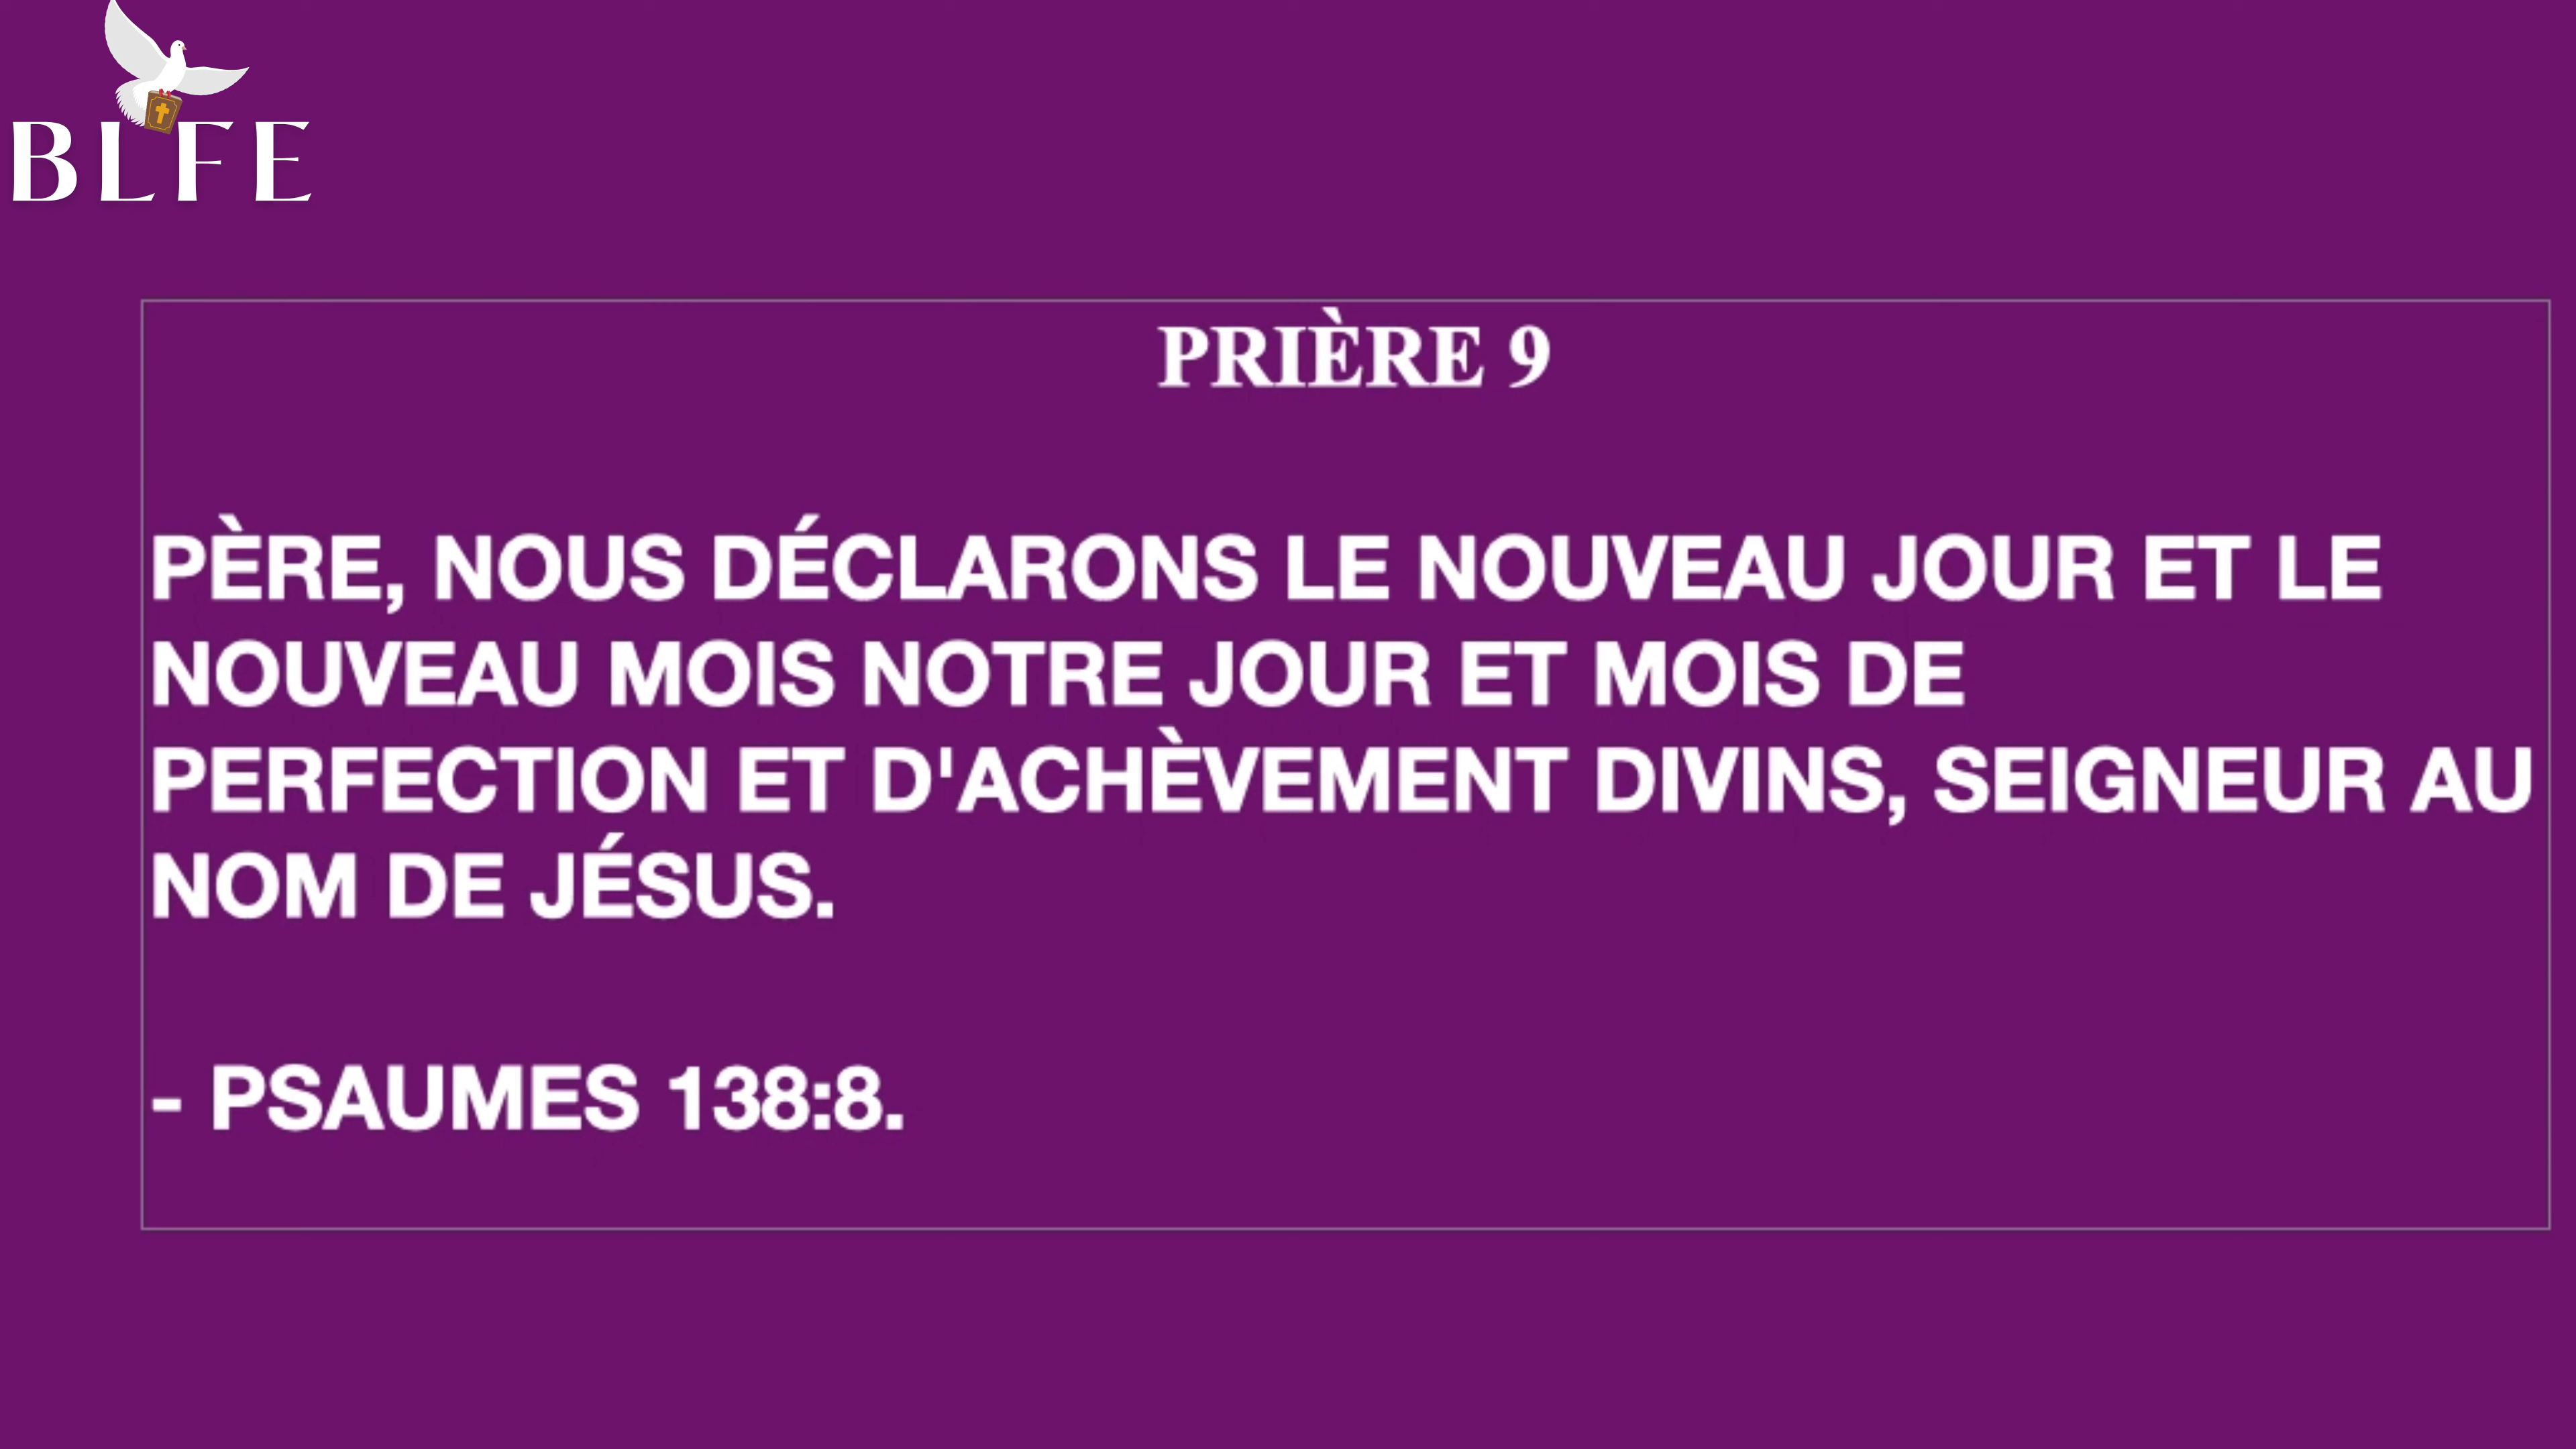 BLFE
PRIÈRE 9
PÈRE, NOUS DÉCLARONS LE NOUVEAU JOUR ET LE
NOUVEAU MOIS NOTRE JOUR ET MOIS DE
PERFECTION ET D'ACHÈVEMENT DIVINS, SEIGNEUR AU
NOM DE JÉSUS.
- PSAUMES 138:8.